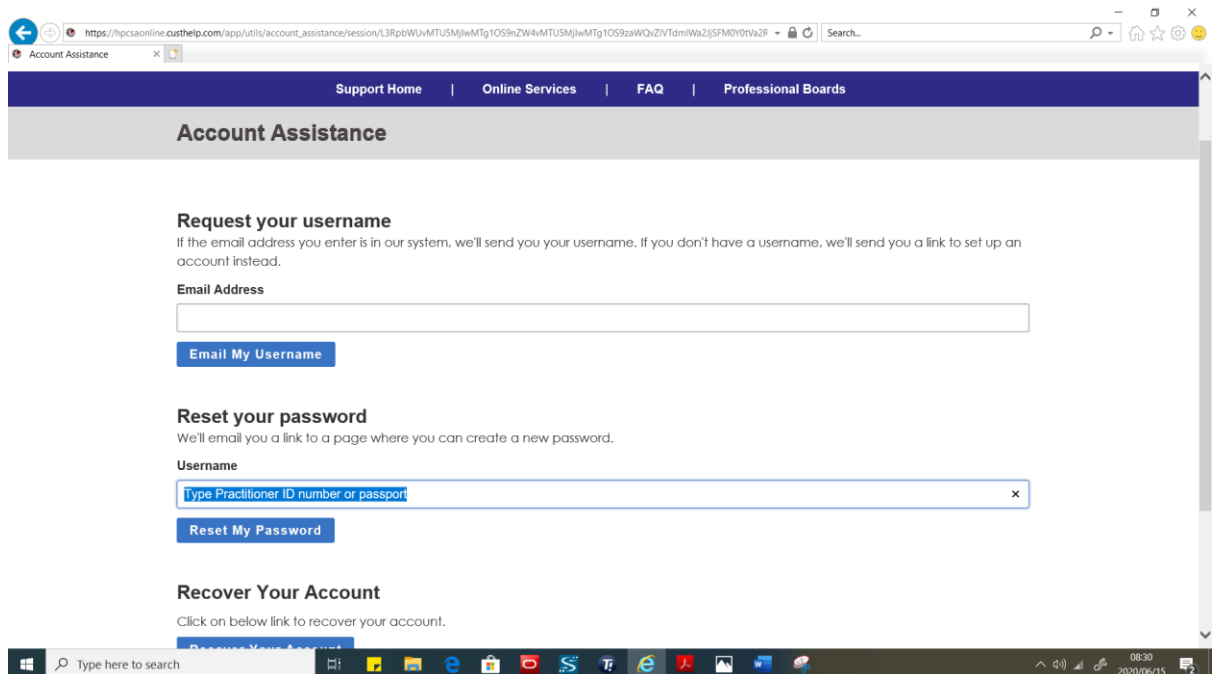 https://hpcsaonline.custhelp.com/app/utils/account_assistance/session/
Search...
Account Assistance
Support Home | Online Services | FAQ | Professional Boards
Account Assistance
Request your username
If the email address you enter is in our system, we'll send you your username. If you don't have a username, we'll send you a link to set up an
account instead.
Email Address
Email My Username
Reset your password
We'll email you a link to a page where you can create a new password.
Username
Type Practitioner ID number or passport
Reset My Password
Recover Your Account
Click on below link to recover your account.
Recover Your Account
Type here to search
08:30
2020/06/15